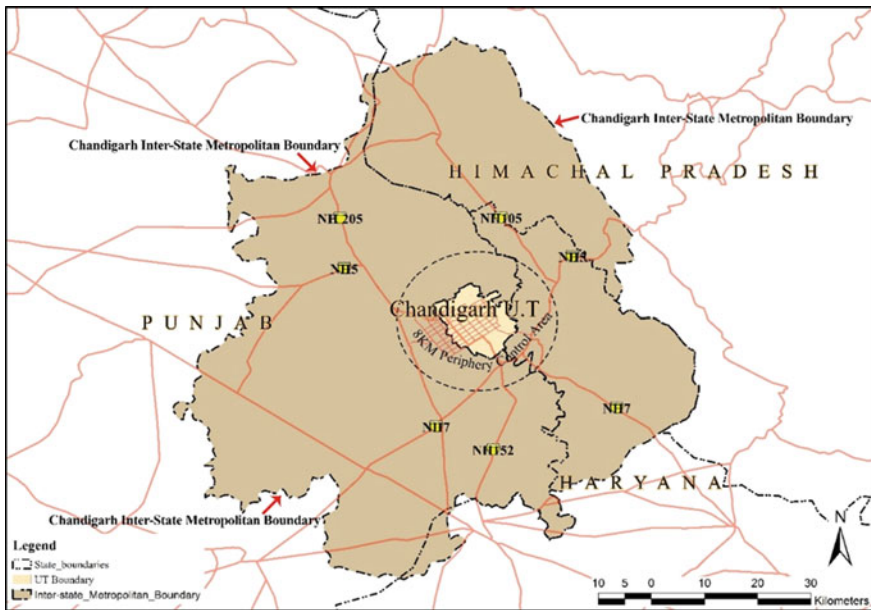 Chandigarh Inter-State Metropolitan Boundary
Chandigarh Inter-State Metropolitan Boundary
HIMACHAL PRADESH
NH 205
NH105
NH5
NH5
Chandigarh U.T
PUNJAB
8KM Periphery Control Area
NH7
NH7
NH152
HARYANA
Chandigarh Inter-State Metropolitan Boundary
N
Legend
State_boundaries
UT Boundary
Inter-state_Metropolitan_Boundary
10 5 0 10 20 30
Kilometers